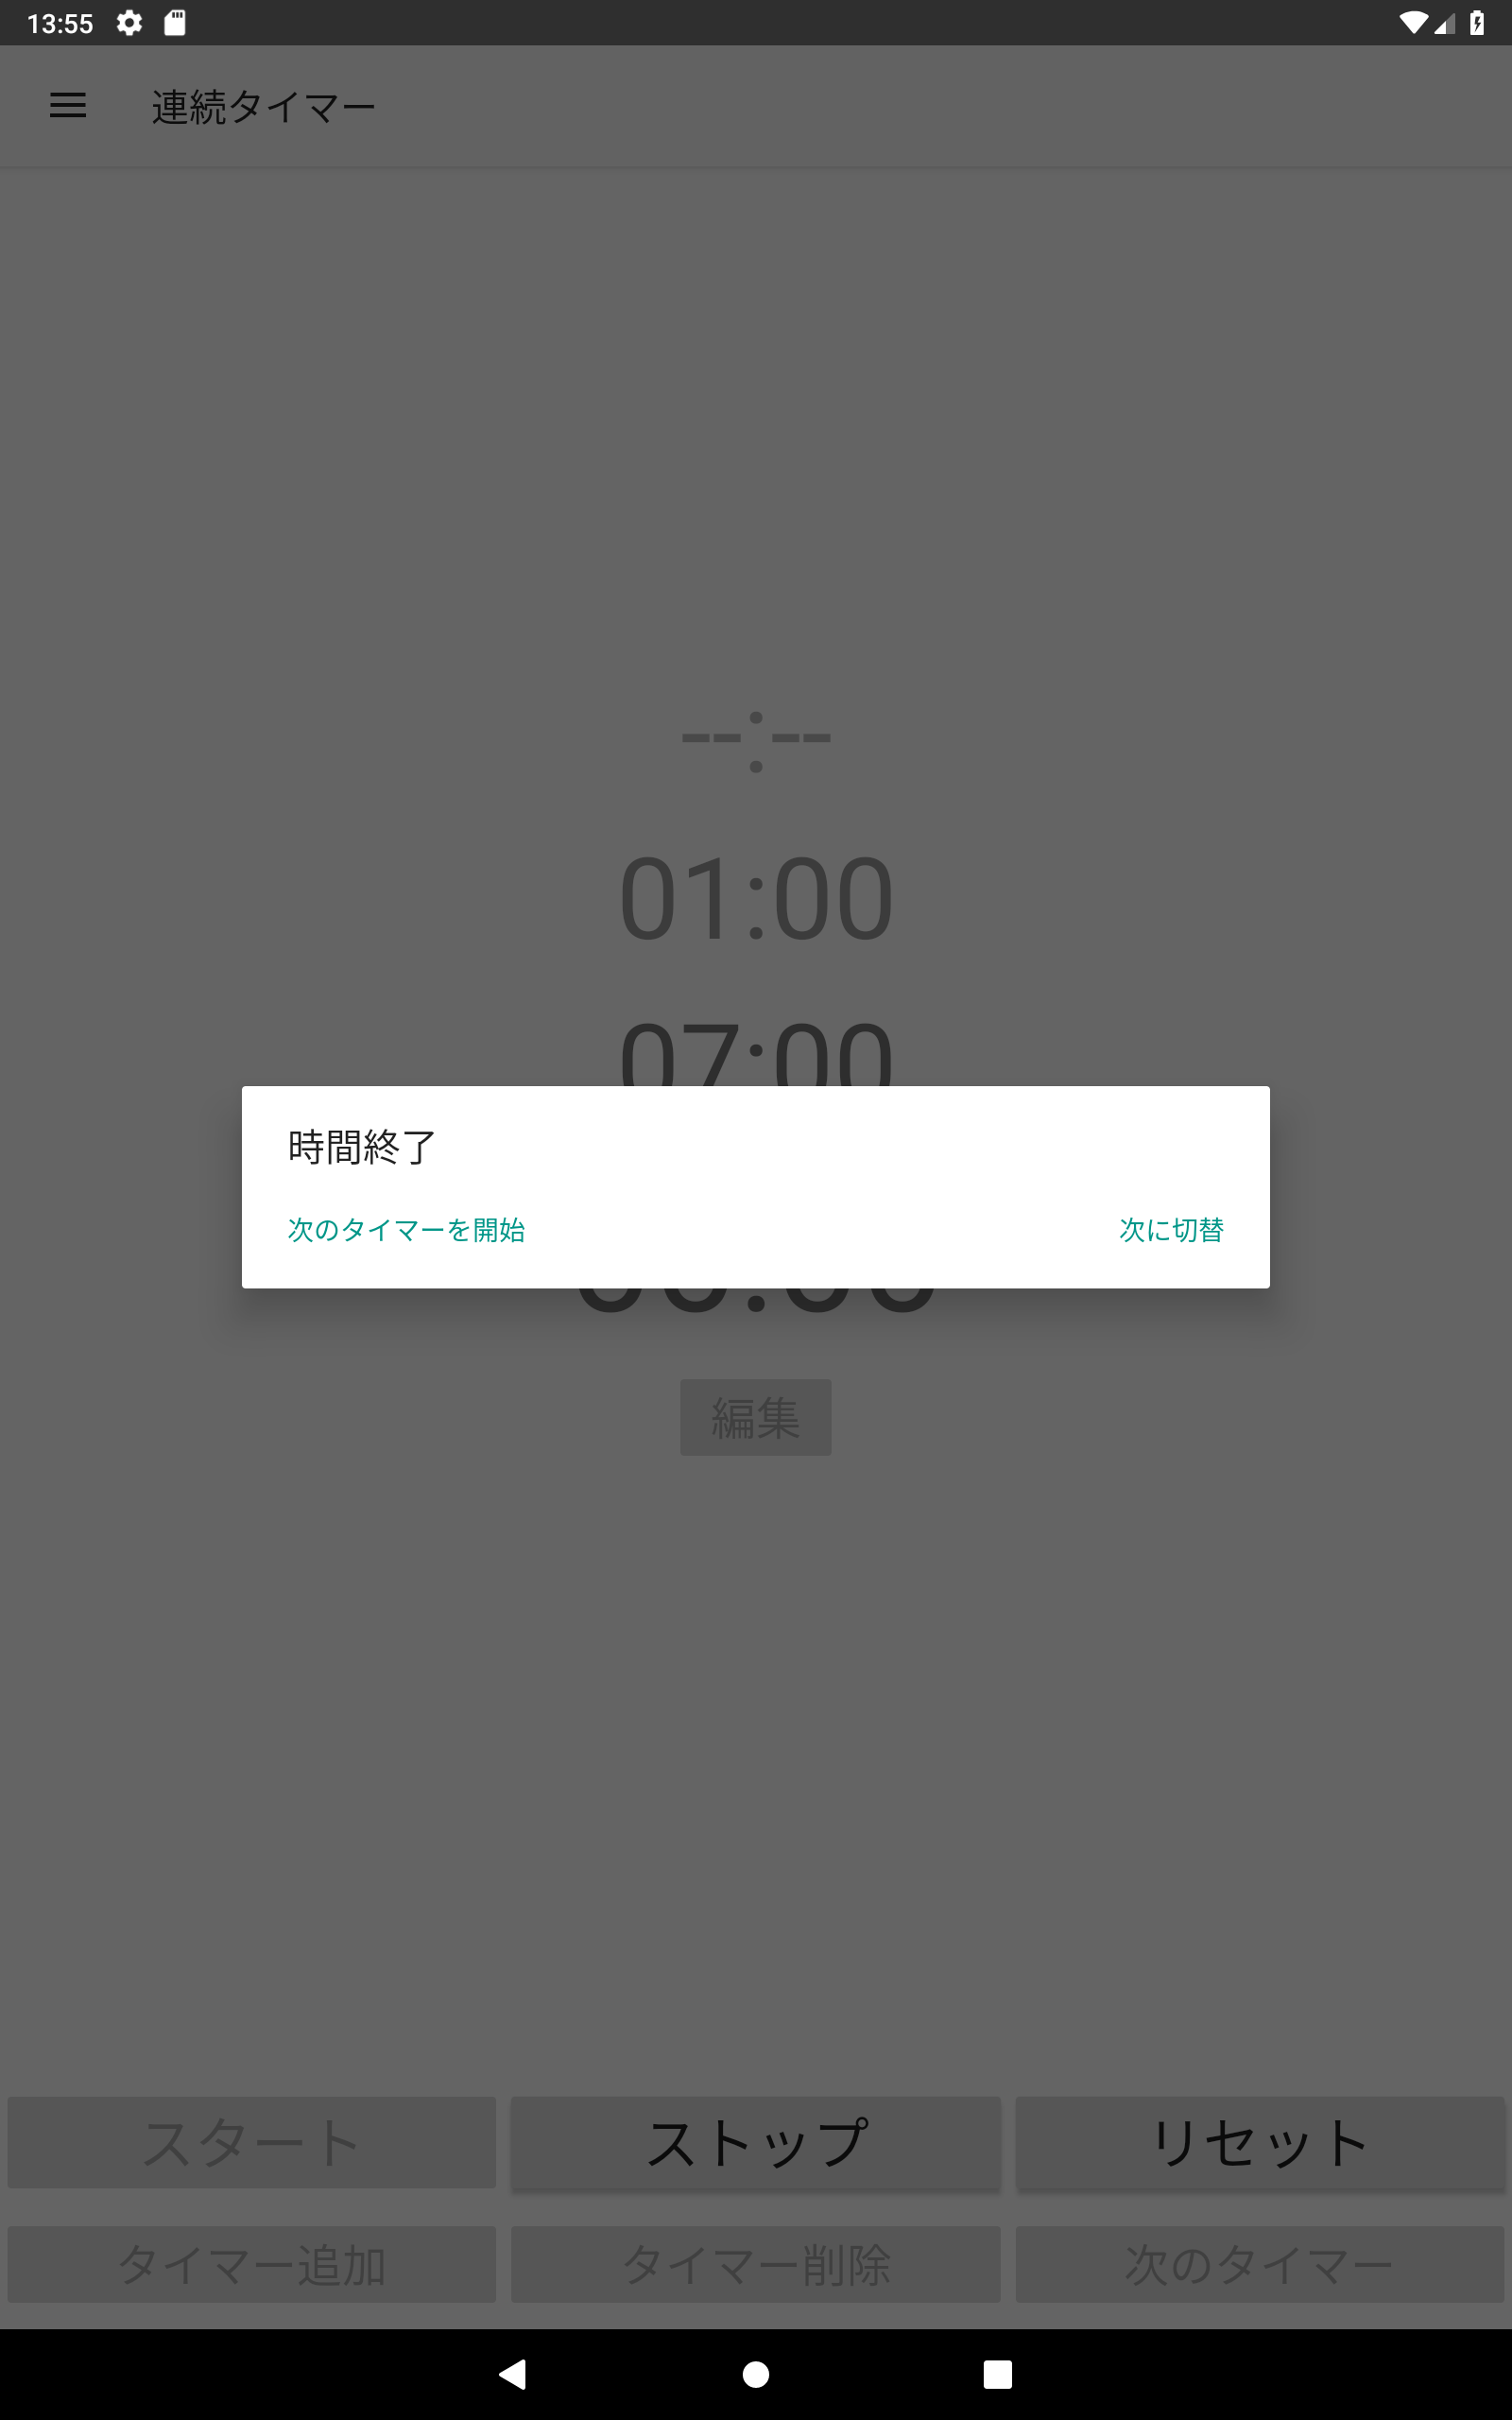 13:55
連続タイマー
--:--
01:00
07:00
時間終了
次のタイマーを開始
次に切替
編集
スタート
ストップ
リセット
タイマー追加
タイマー削除
次のタイマー